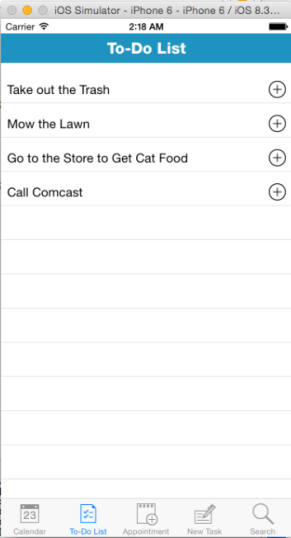 iOS Simulator - iPhone 6 - iPhone 6 / iOS 8.3...
Carrier 2:18 AM
To-Do List
Take out the Trash
Mow the Lawn
Go to the Store to Get Cat Food
Call Comcast
23
Calendar To-Do List Appointment New Task Search